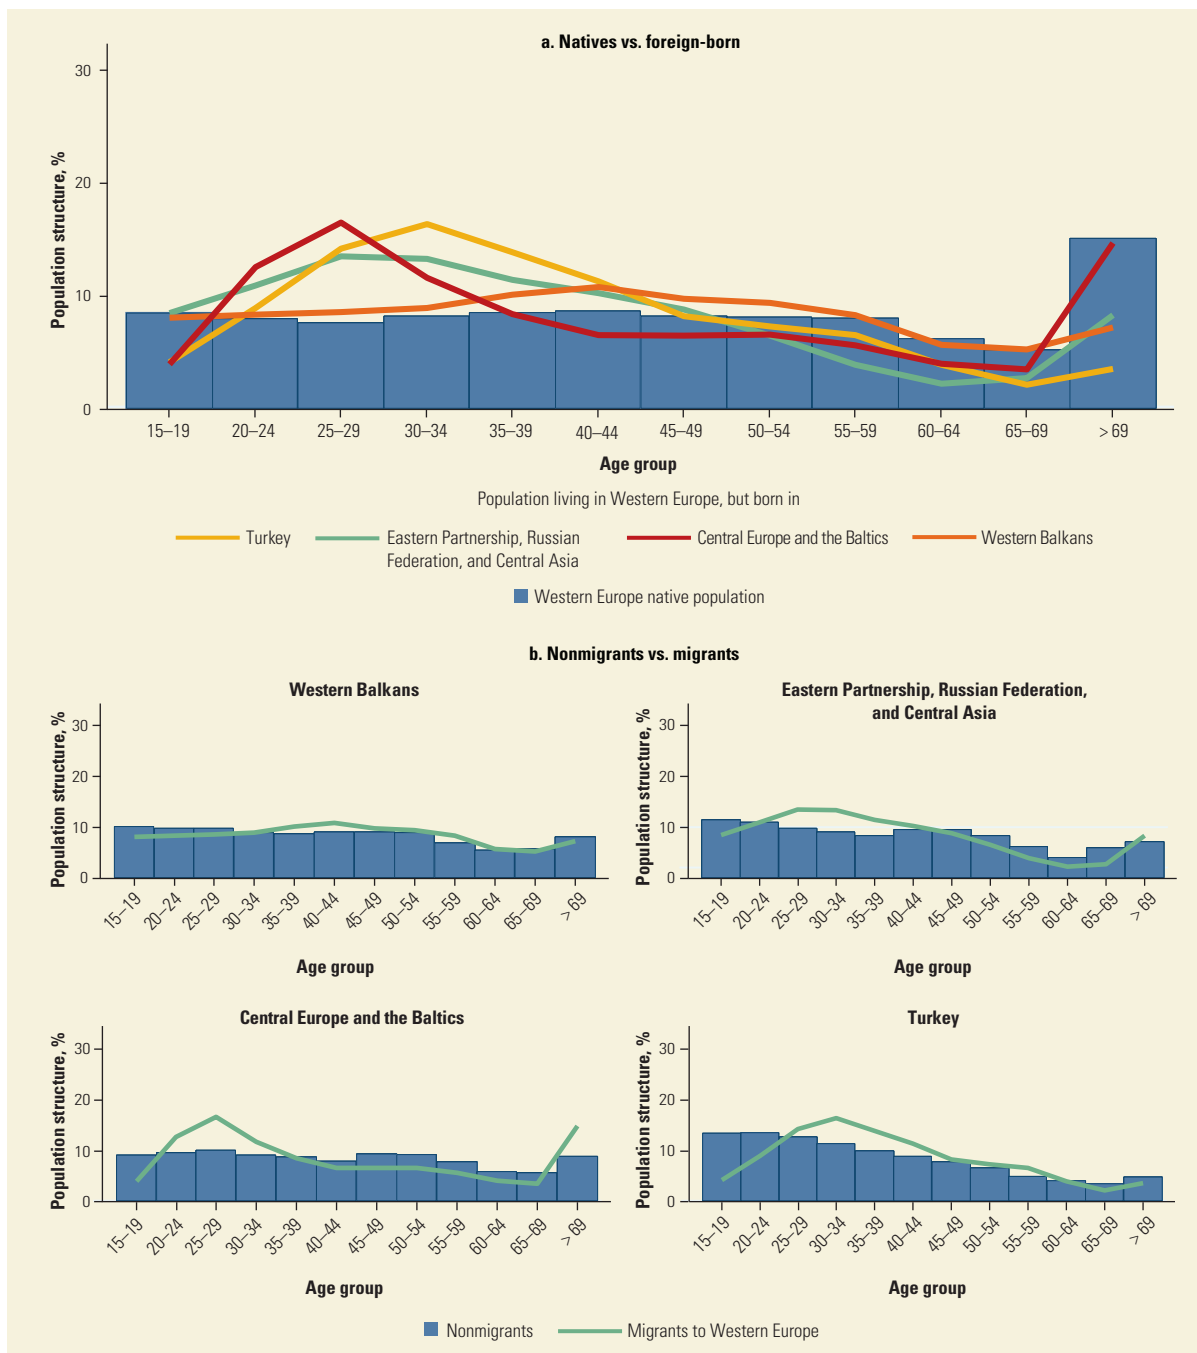 a. Natives vs. foreign-born
Population structure, %
30
20
10
0
15–19 20–24 25–29 30–34 35–39 40–44 45–49 50–54 55–59 60–64 65–69 > 69
Age group
Population living in Western Europe, but born in
Turkey Eastern Partnership, Russian Central Europe and the Baltics Western Balkans
Federation, and Central Asia
Western Europe native population
b. Nonmigrants vs. migrants
Western Balkans
Population structure, %
30
20
10
0
15–19 20–24 25–29 30–34 35–39 40–44 45–49 50–54 55–59 60–64 65–69 > 69
Age group
Eastern Partnership, Russian Federation,
and Central Asia
Population structure, %
30
20
10
0
15–19 20–24 25–29 30–34 35–39 40–44 45–49 50–54 55–59 60–64 65–69 > 69
Age group
Central Europe and the Baltics
Population structure, %
30
20
10
0
15–19 20–24 25–29 30–34 35–39 40–44 45–49 50–54 55–59 60–64 65–69 > 69
Age group
Turkey
Population structure, %
30
20
10
0
15–19 20–24 25–29 30–34 35–39 40–44 45–49 50–54 55–59 60–64 65–69 > 69
Age group
Nonmigrants Migrants to Western Europe